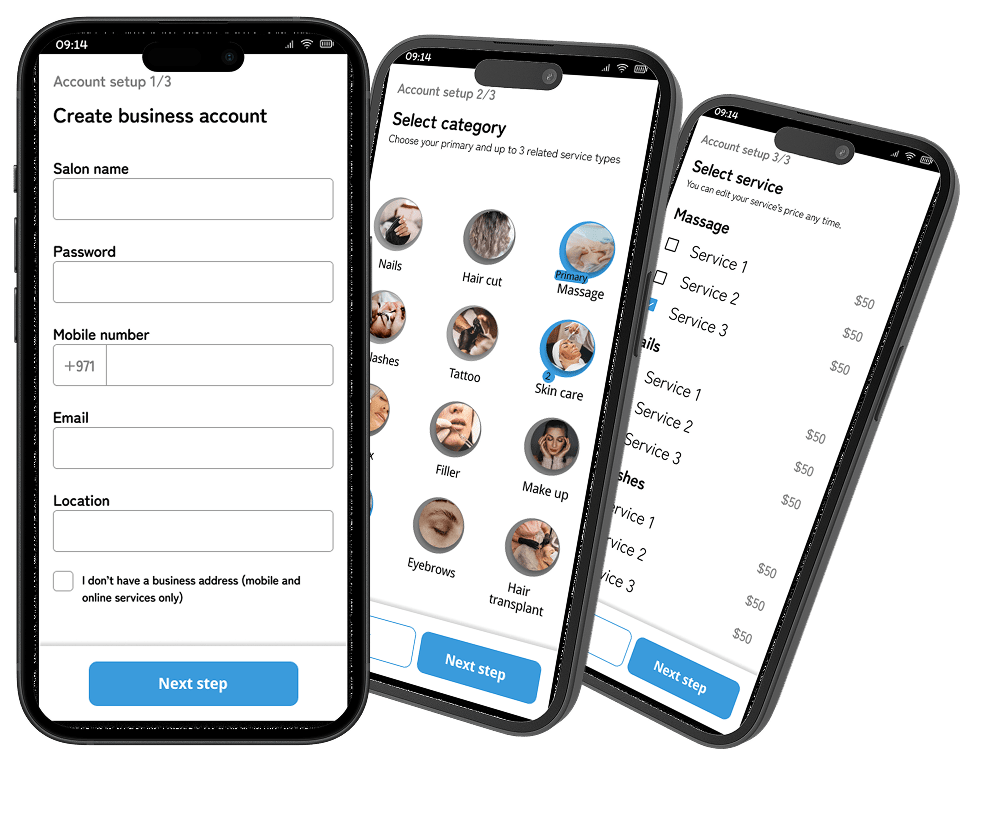 09:14
Account setup 1/3
Create business account
Salon name
Password
Mobile number
+971
Email
Location
I don't have a business address (mobile and
online services only)
Next step
09:14
Account setup 2/3
Select category
Choose your primary and up to 3 related service types
Nails
Hair cut
Primary
Massage
lashes
Tattoo
2
Skin care
x
Filler
Make up
Eyebrows
Hair
transplant
Next step
09:14
Account setup 3/3
Select service
You can edit your service's price any time.
Massage
Service 1
$50
Service 2
$50
Service 3
$50
ails
Service 1
$50
Service 2
$50
Service 3
$50
shes
ervice 1
$50
vice 2
$50
vice 3
$50
Next step